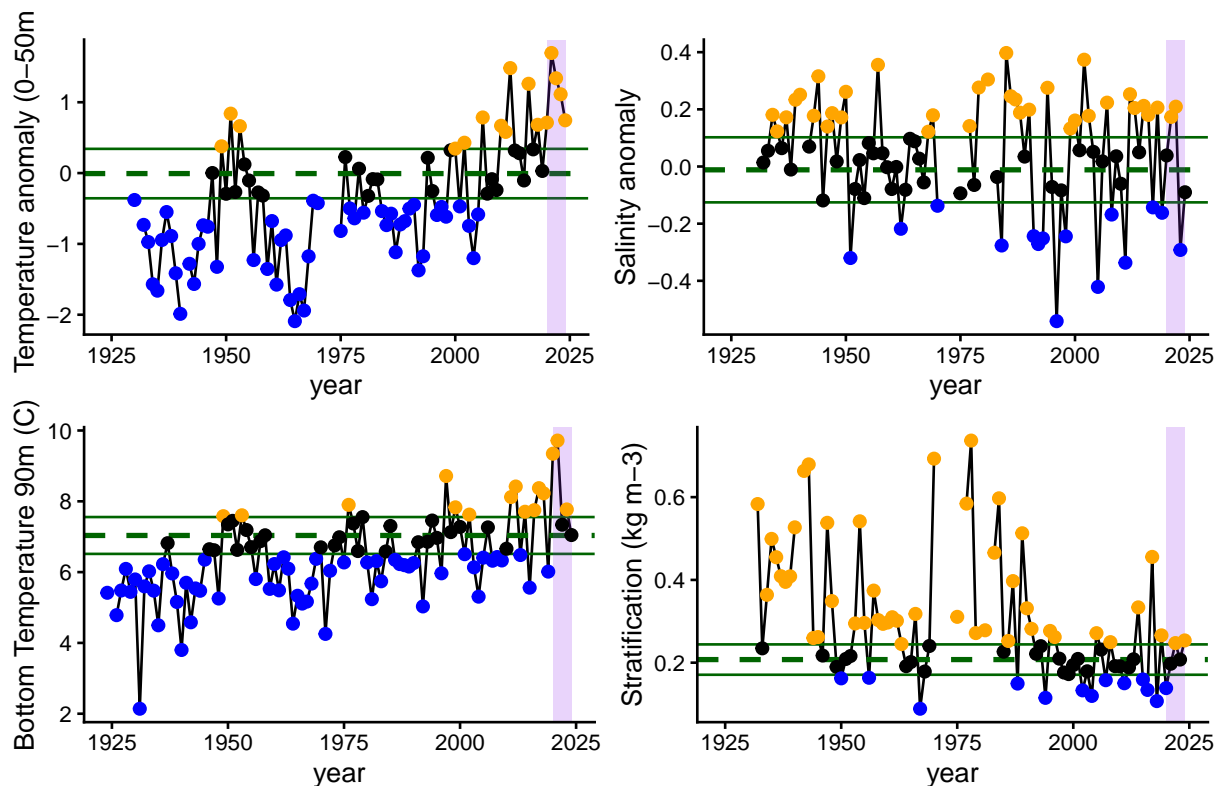 Temperature anomaly (0−50m
1
0
−1
−2
1925 1950 1975 2000 2025
year
Salinity anomaly
0.4
0.2
0.0
−0.2
−0.4
1925 1950 1975 2000 2025
year
Bottom Temperature 90m (C)
10
8
6
4
2
1925 1950 1975 2000 2025
year
Stratification (kg m−3)
0.6
0.4
0.2
1925 1950 1975 2000 2025
year